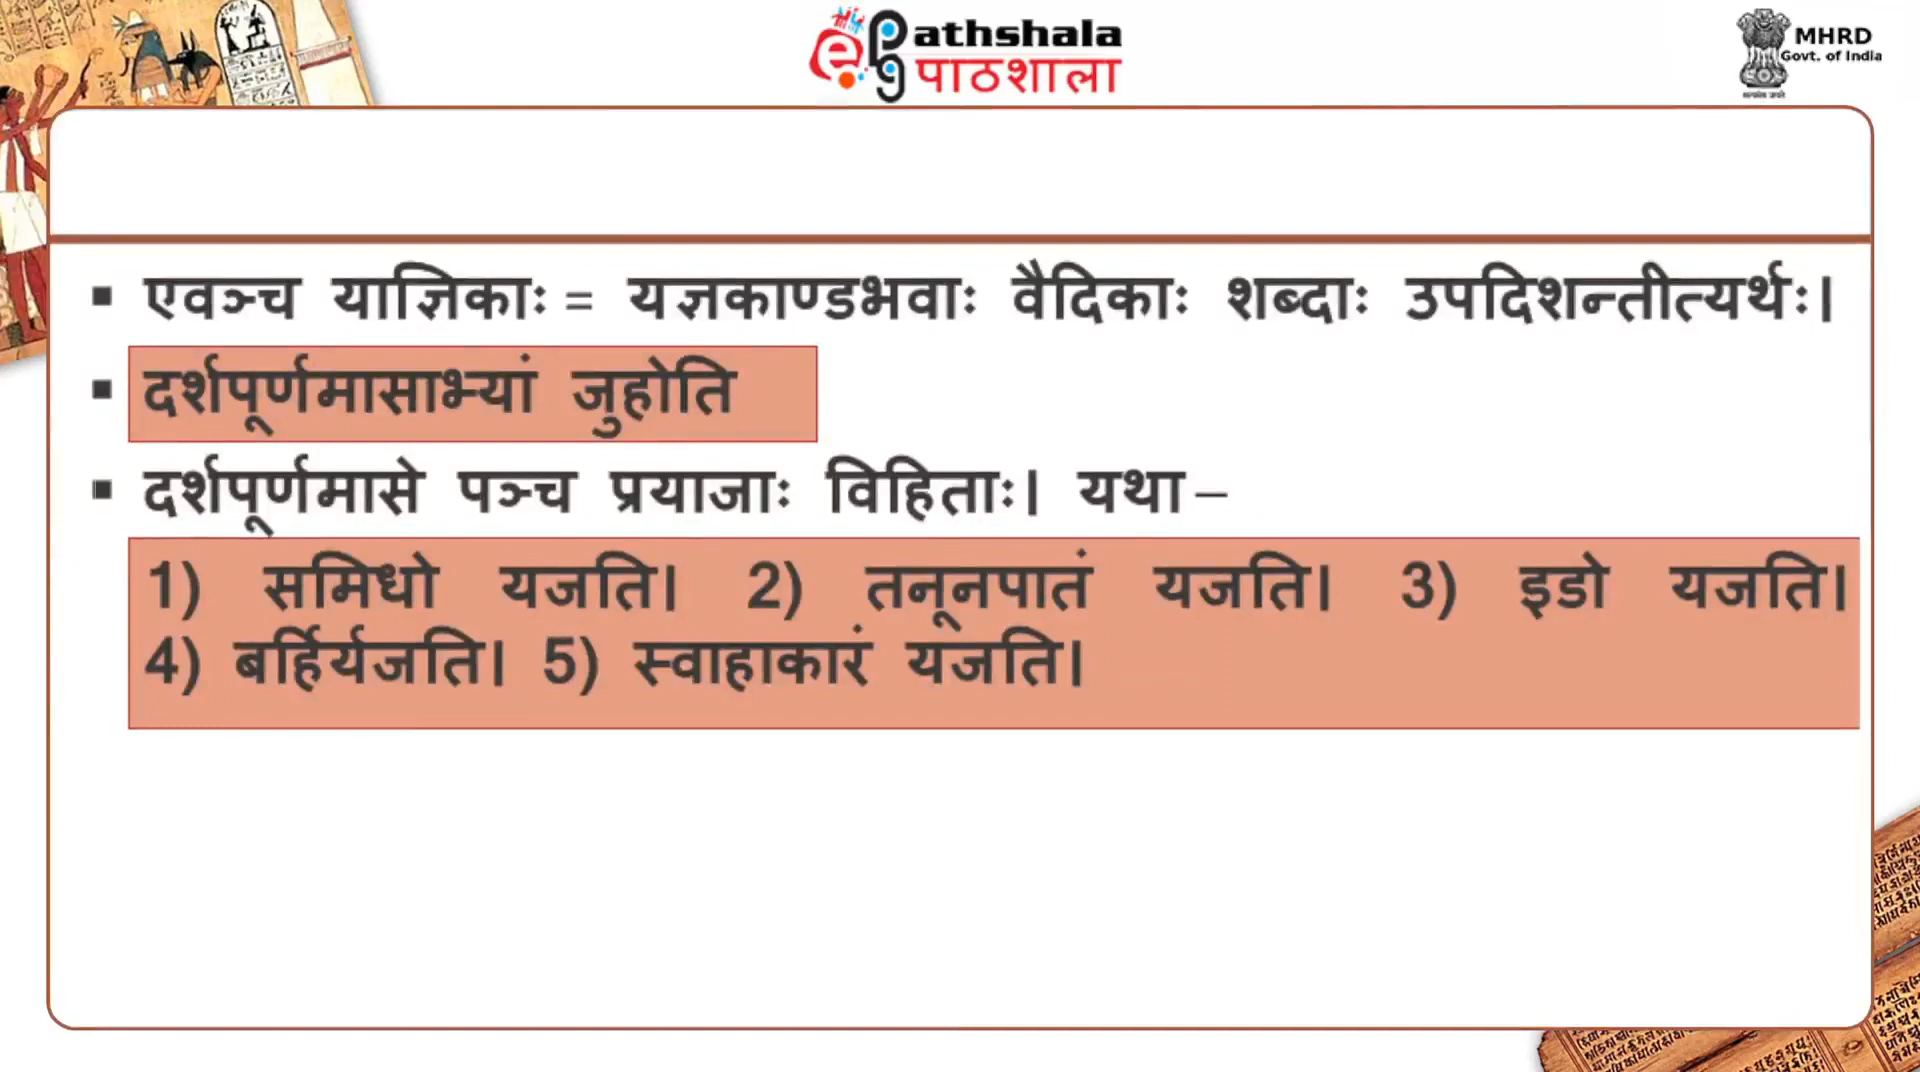 ePathshala
पाठशाला
MHRD
Govt. of India
▪ एवञ्च याज्ञिकाः = यज्ञकाण्डभवाः वैदिकाः शब्दाः उपदिशन्तीत्यर्थः।
▪ दर्शपूर्णमासाभ्यां जुहोति
▪ दर्शपूर्णमासे पञ्च प्रयाजाः विहिताः। यथा –
1) समिधो यजति। 2) तनूनपातं यजति। 3) इडो यजति।
4) बर्हिर्यजति। 5) स्वाहाकारं यजति।